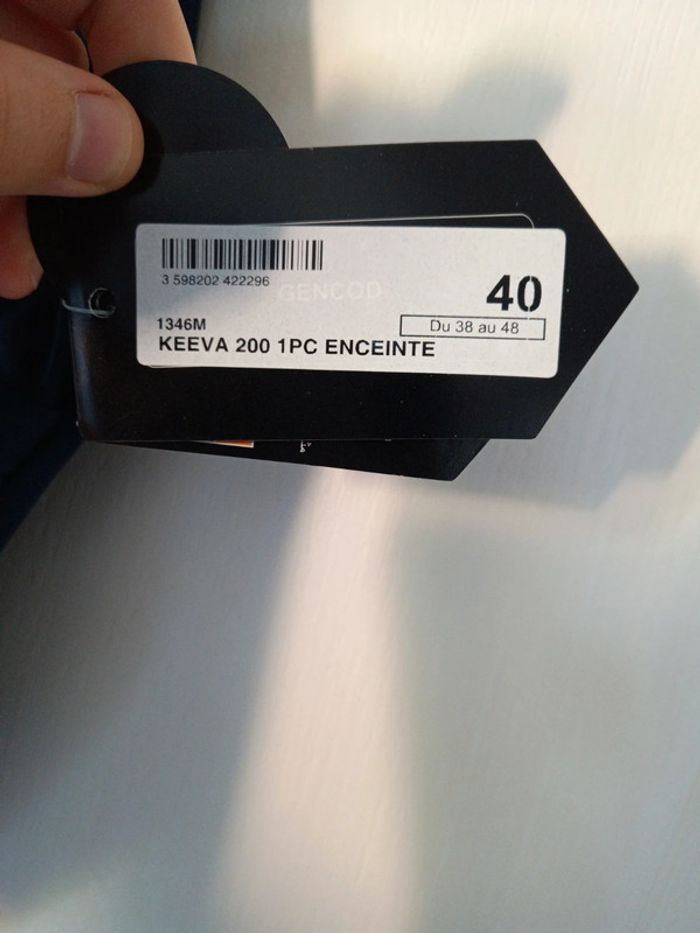 3 598202 422296
GENCOD
40
1346M
Du 38 au 48
KEEVA 200 1PC ENCEINTE